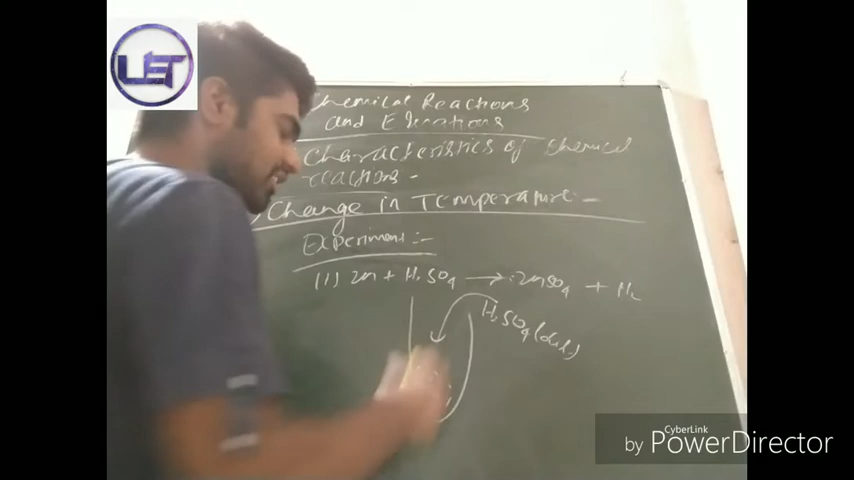 UET
Chemical Reactions
and Equations
Characteristics of chemical
reactions -
Change in Temperature -
Experiment :-
(1) Zn + H2SO4 → ZnSO4 + H2
H2SO4 (dil.)
CyberLink
by PowerDirector